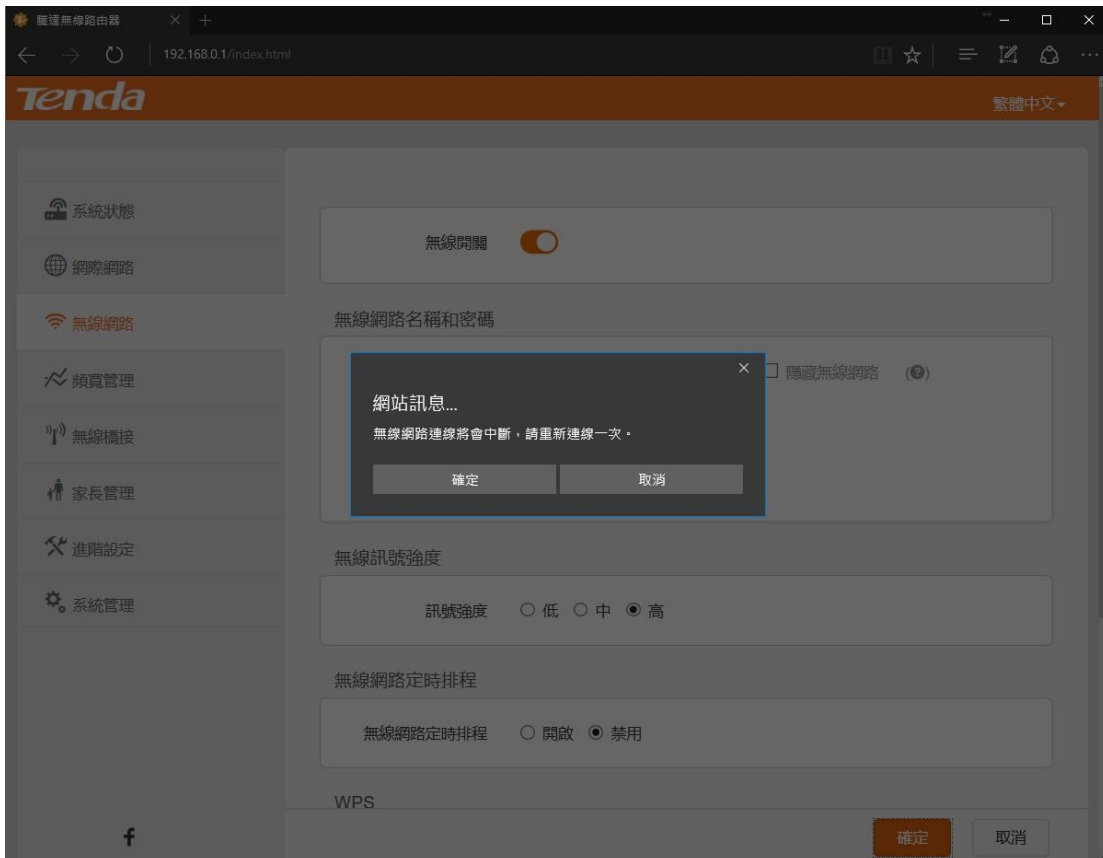 騰達無線路由器
192.168.0.1/index.html
Tenda
繁體中文
系統狀態
網際網路
無線網路
頻寬管理
無線橋接
家長管理
進階設定
系統管理
無線開關
無線網路名稱和密碼
隱藏無線網路 (?)
網站訊息...
無線網路連線將會中斷,請重新連線一次。
確定 取消
無線訊號強度
訊號強度 低 中 高
無線網路定時排程
無線網路定時排程 開啟 禁用
WPS
f
確定 取消